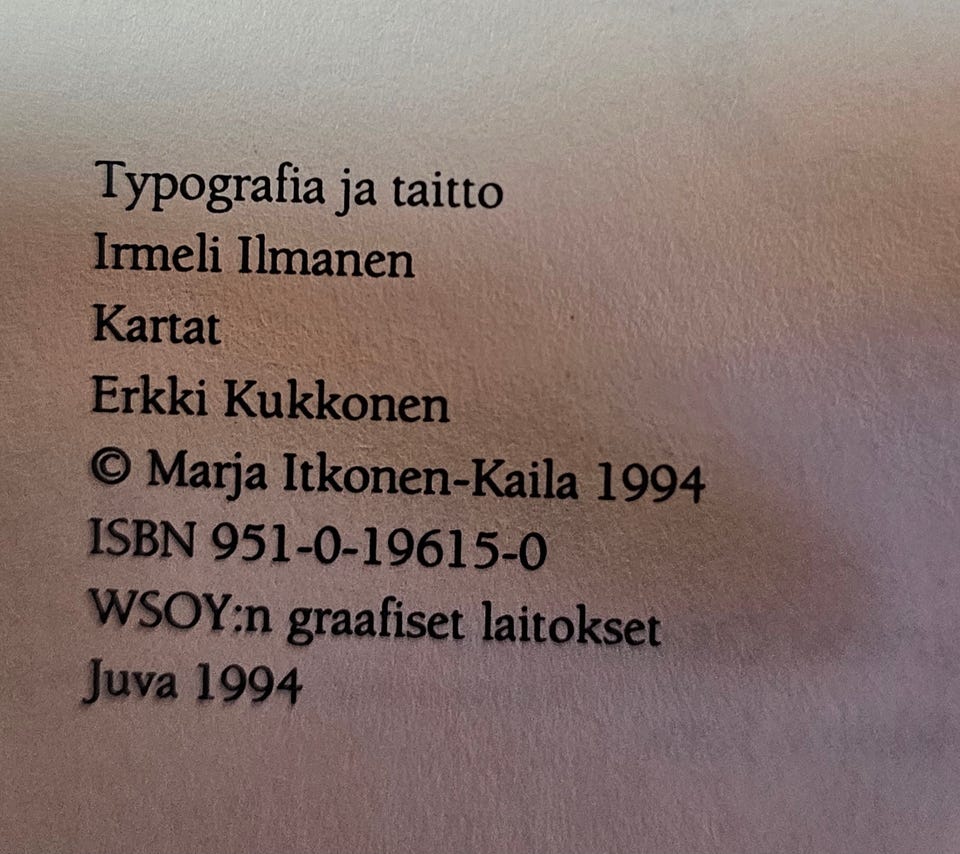 Typografia ja taitto
Irmeli Ilmanen
Kartat
Erkki Kukkonen
© Marja Itkonen-Kaila 1994
ISBN 951-0-19615-0
WSOY:n graafiset laitokset
Juva 1994